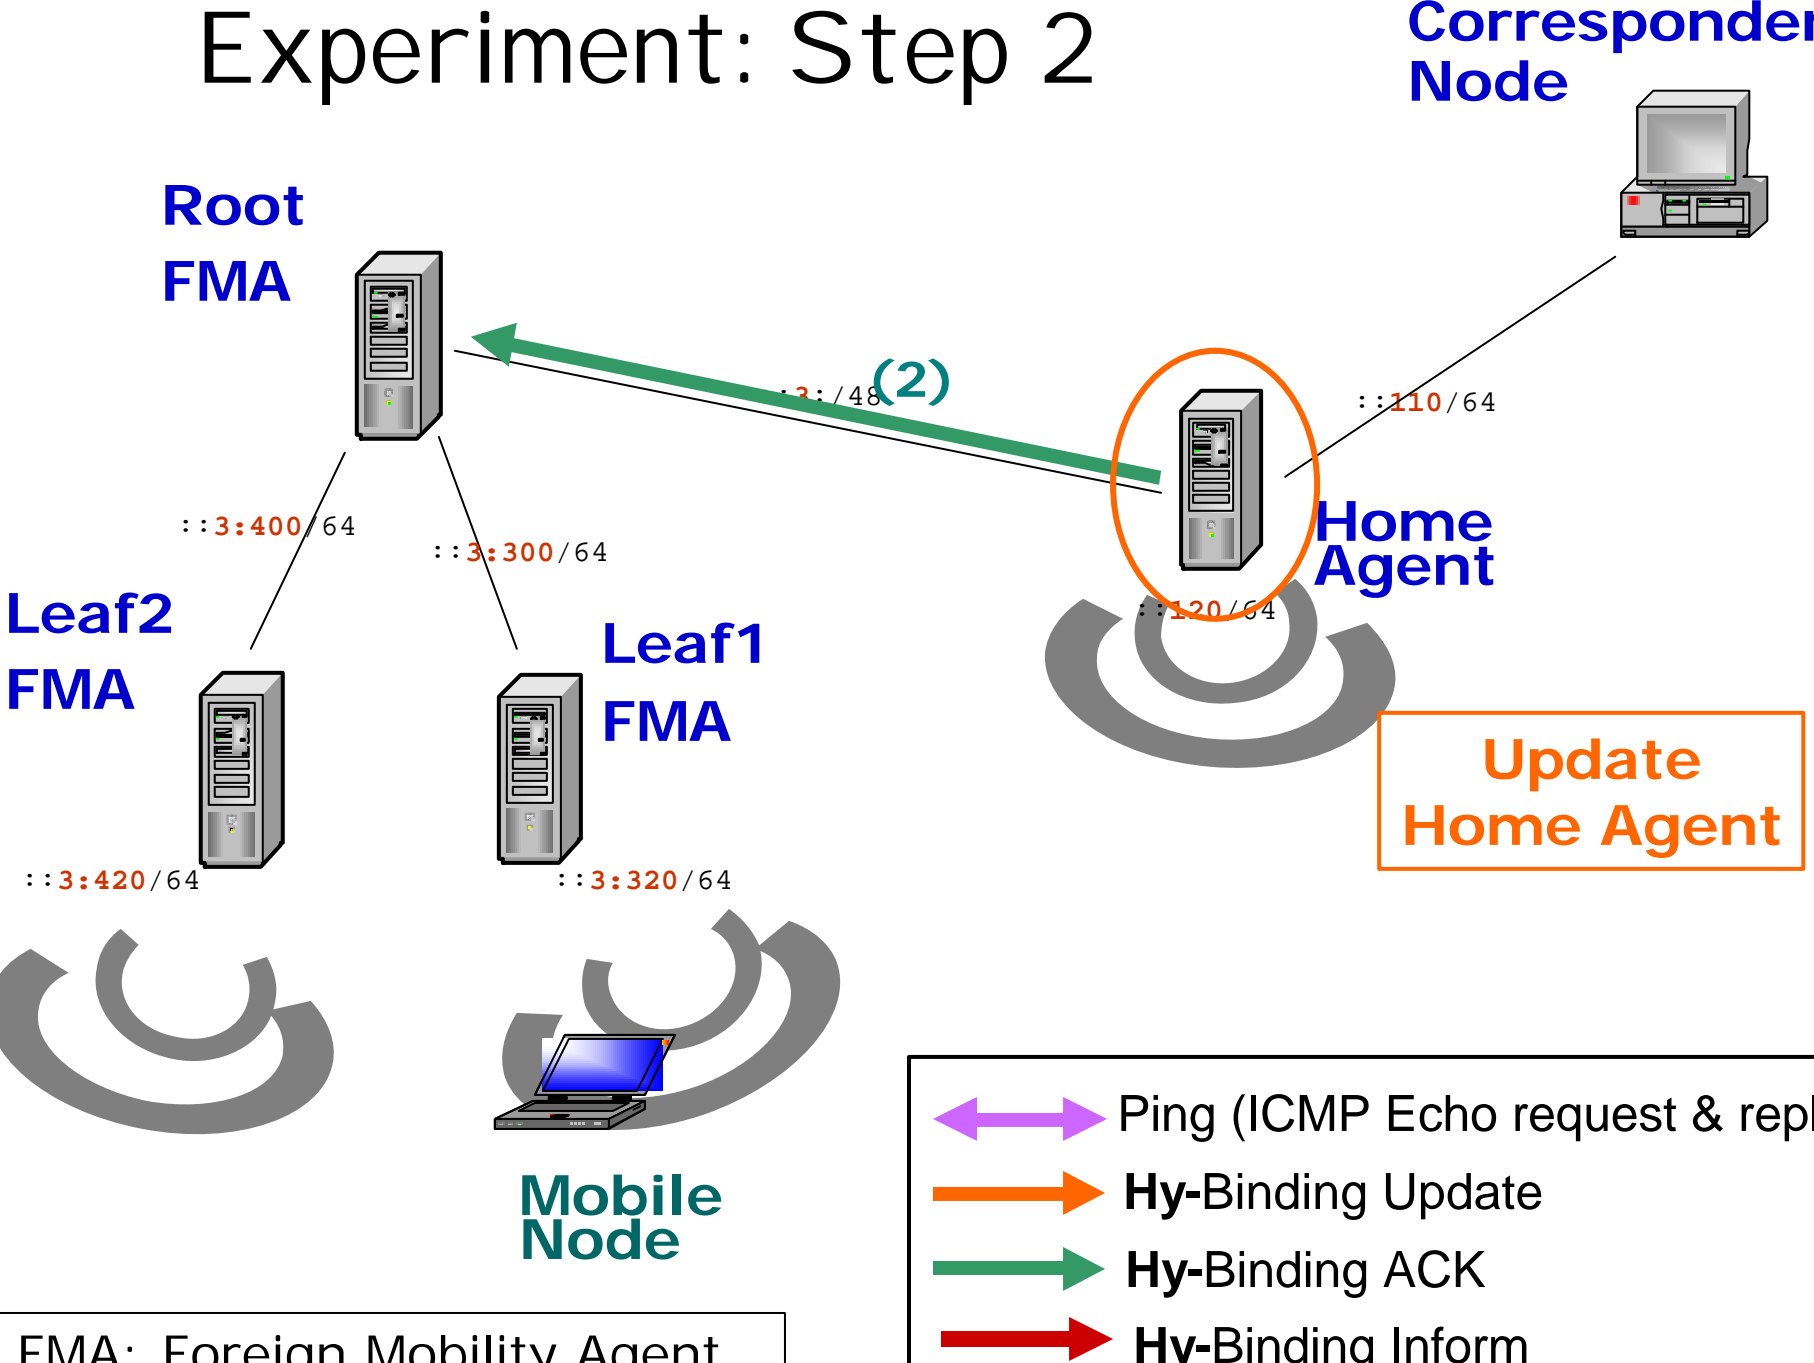 Experiment: Step 2
Node
Root
FMA
:3:/48
(2)
::110/64
::3:400/64
::3:300/64
Home
Agent
::120/64
Leaf2
FMA
Leaf1
FMA
Update
Home Agent
::3:420/64
::3:320/64
Mobile
Node
Ping (ICMP Echo request &
Hy-Binding Update
Hy-Binding ACK
Hy-Binding Inform
FMA: Foreign Mobility Agent